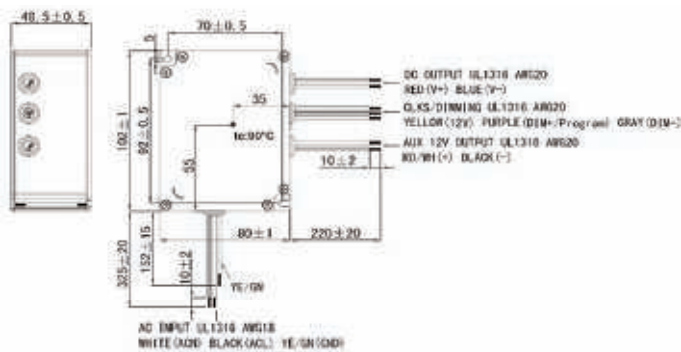 48.5±0.5
70±0.5
5
102±1
92±0.5
35
tc:90°C
55
DC OUTPUT UL1316 AWG20
RED(V+) BLUE(V-)
CLKS/DIMMING UL1316 AWG20
YELLOR(12V) PURPLE(DIM+/Program) GRAY(DIM-)
AUX 12V OUTPUT UL1316 AWG20
RD/WH(+) BLACK(-)
10±2
80±1
220±20
325±20
152±15
10±2
YE/GN
AC INPUT UL1316 AWG18
WHITE(ACN) BLACK(ACL) YE/GN(GND)